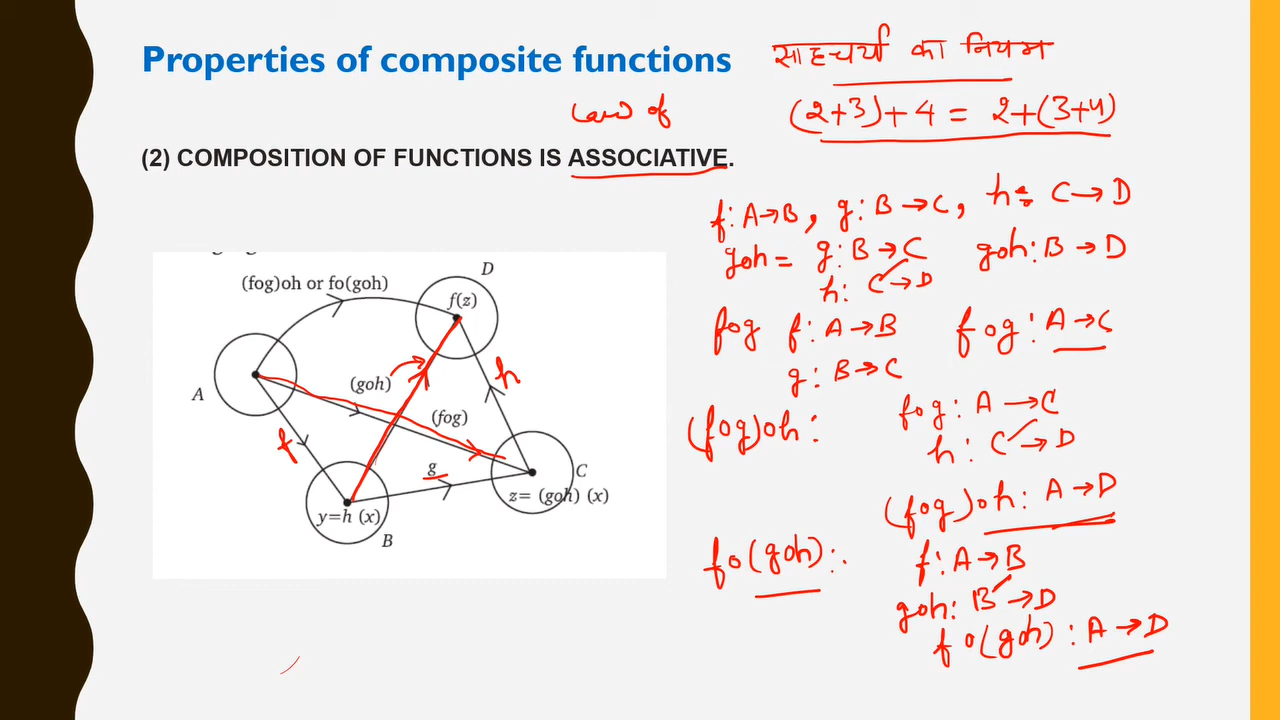 Properties of composite functions
साहचर्य का नियम
Law of
(2+3)+4 = 2+(3+4)
(2) COMPOSITION OF FUNCTIONS IS ASSOCIATIVE.
f: A→B, g: B→C, h: C→D
goh = g: B→C
h: C→D
goh: B→D
fog f: A→B
g: B→C
fog: A→C
(fog)oh:
fog: A→C
h: C→D
(fog)oh: A→D
fo(goh):
f: A→B
goh: B→D
fo(goh): A→D
D
(fog)oh or fo(goh)
f(z)
A
(goh)
h
(fog)
f
g
C
z= (goh) (x)
y=h (x)
B